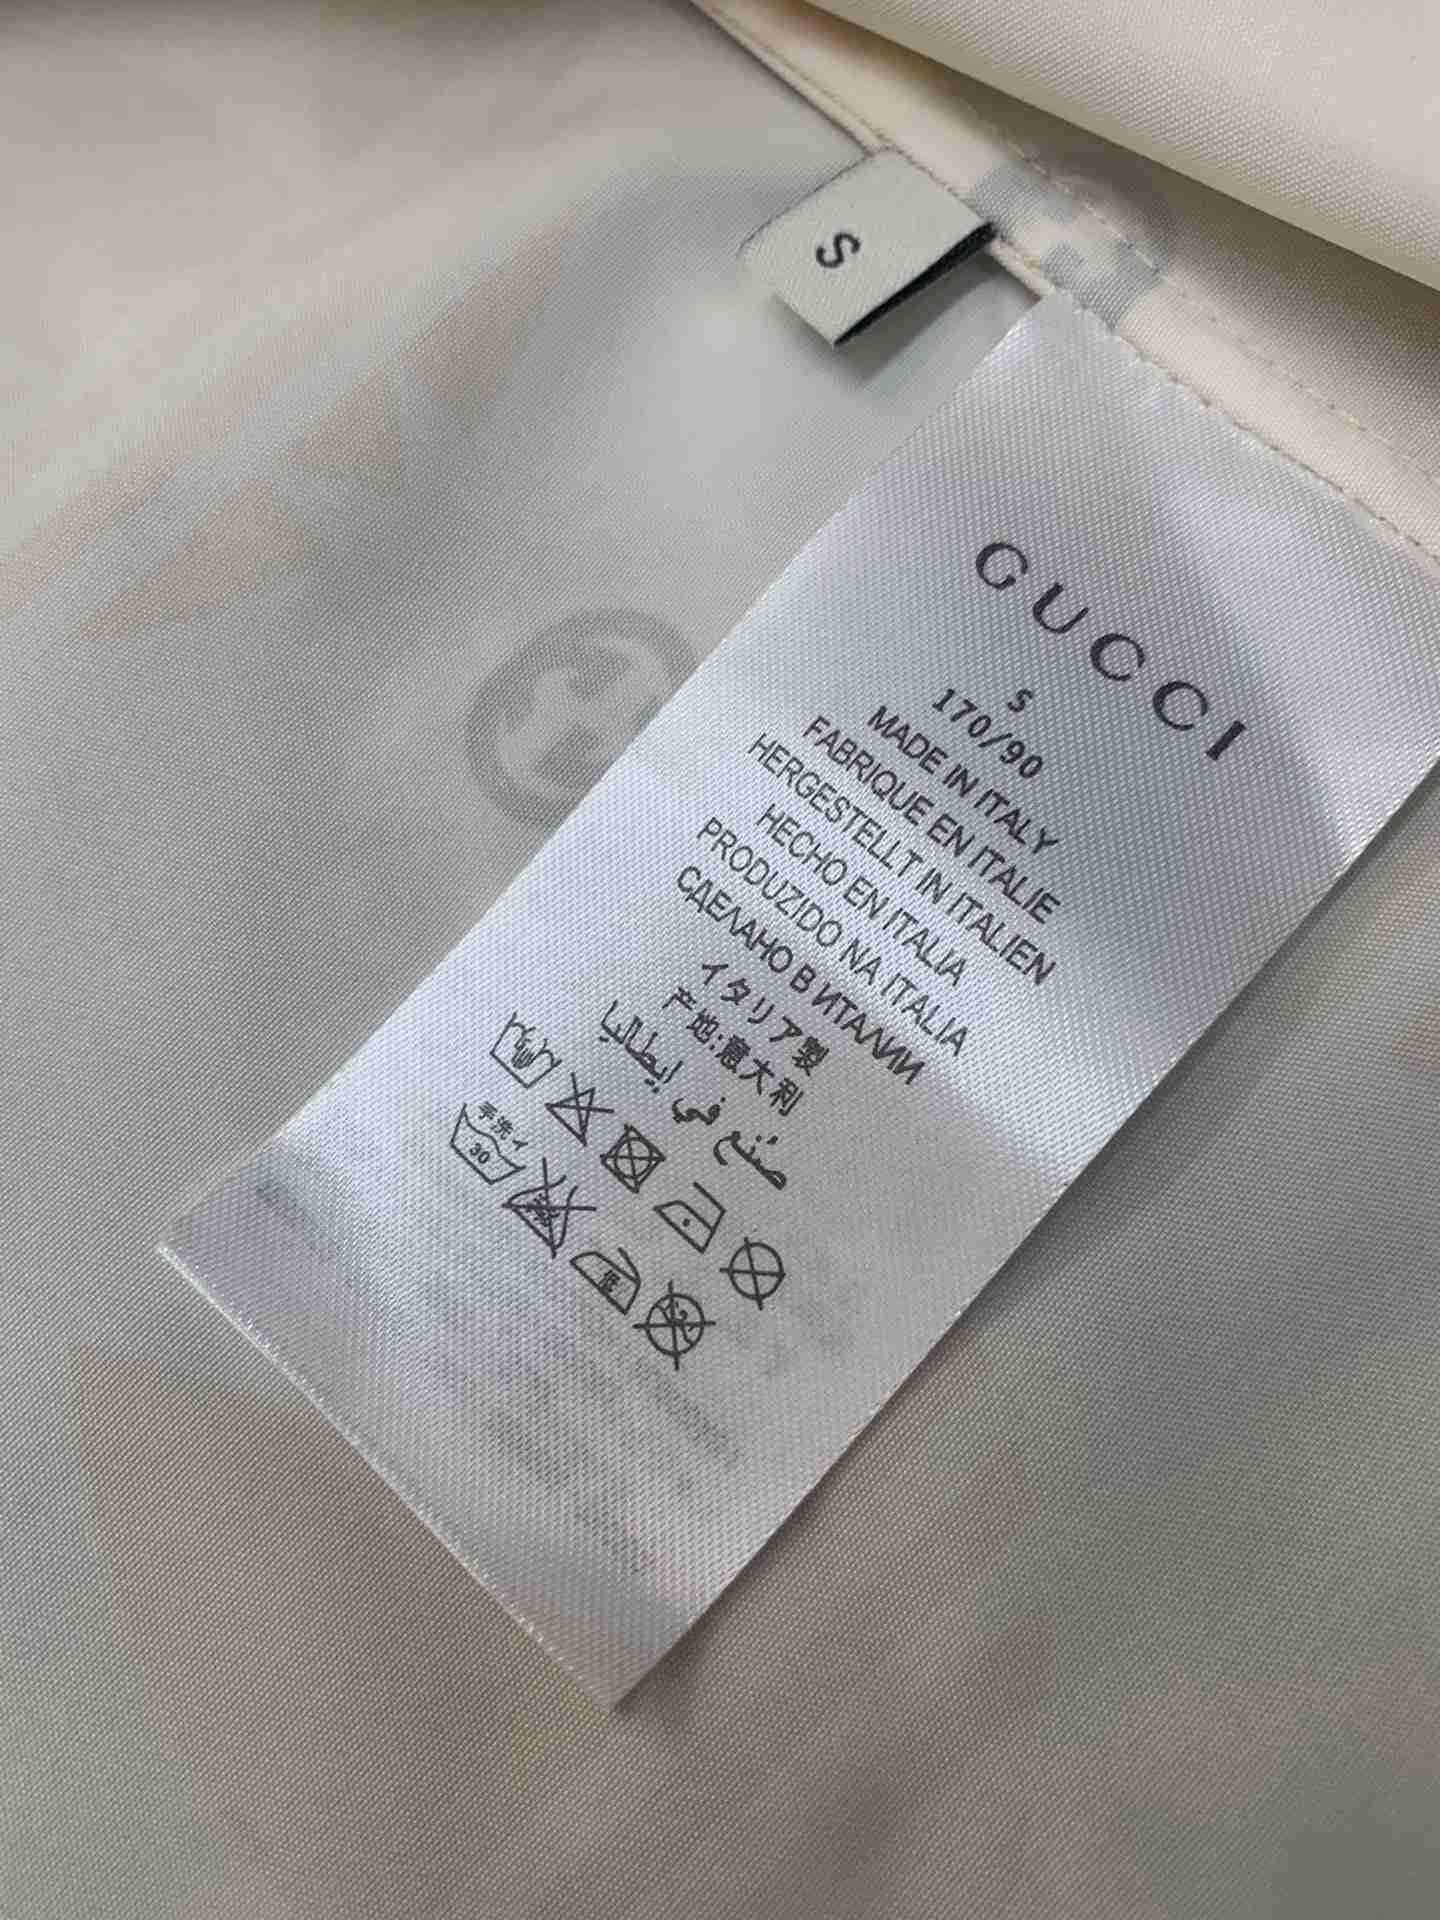 S
GUCCI
S
170/90
MADE IN ITALY
FABRIQUE EN ITALIE
HERGESTELLT IN ITALIEN
HECHO EN ITALIA
PRODUZIDO NA ITALIA
СДЕЛАНО В ИТАЛИИ
イタリア製
产地:意大利
صنع في إيطاليا
手洗イ
30
低